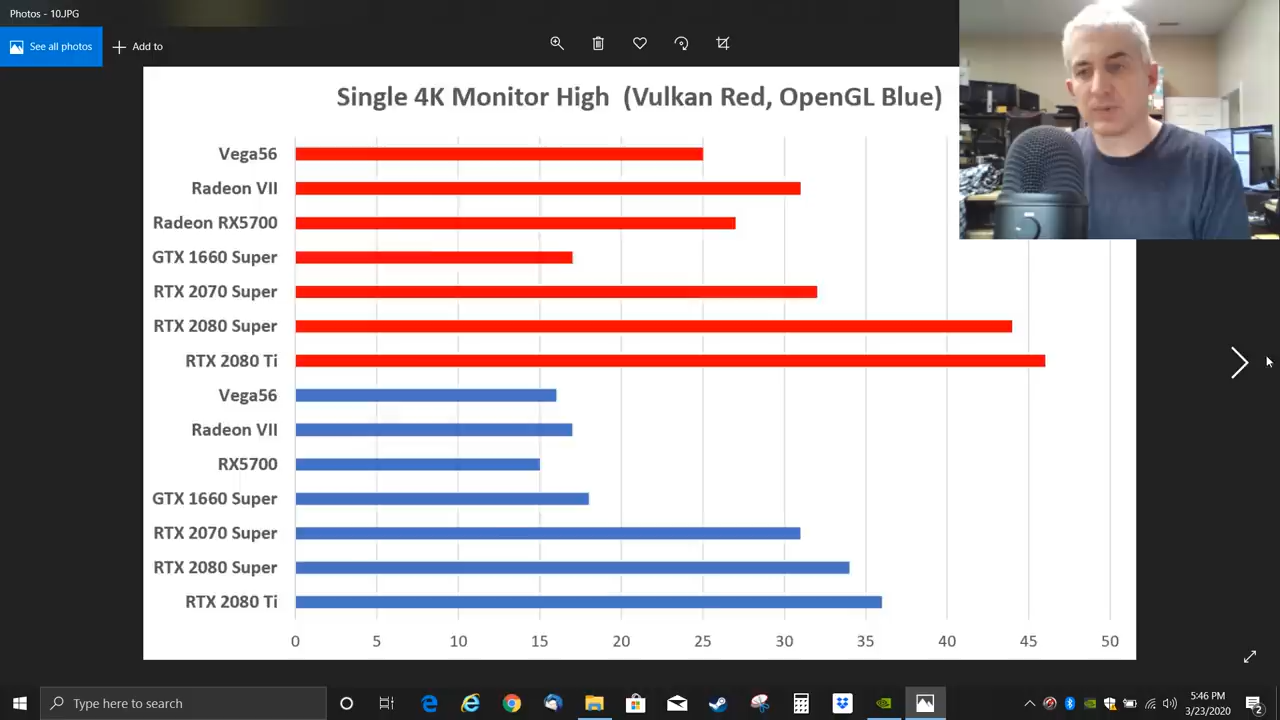 Photos - 10.JPG
See all photos
Add to
Single 4K Monitor High (Vulkan Red, OpenGL Blue)
Vega56
Radeon VII
Radeon RX5700
GTX 1660 Super
RTX 2070 Super
RTX 2080 Super
RTX 2080 Ti
Vega56
Radeon VII
RX5700
GTX 1660 Super
RTX 2070 Super
RTX 2080 Super
RTX 2080 Ti
0 5 10 15 20 25 30 35 40 45 50
Type here to search
5:46 PM
3/23/2020
2